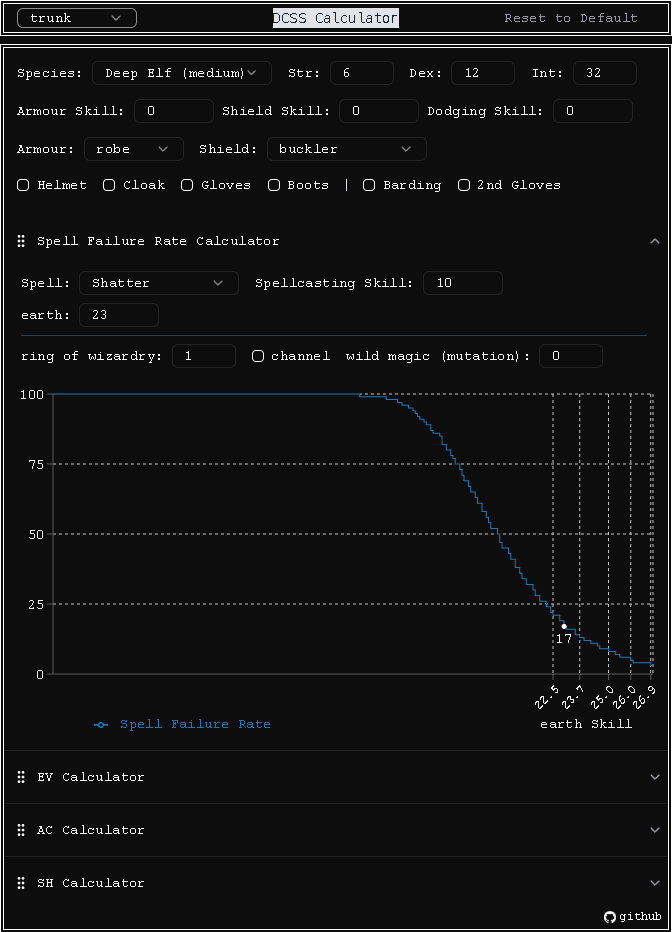 trunk DCSS Calculator Reset to Default
Species: Deep Elf (medium) Str: 6 Dex: 12 Int: 32
Armour Skill: 0 Shield Skill: 0 Dodging Skill: 0
Armour: robe Shield: buckler
Helmet Cloak Gloves Boots | Barding 2nd Gloves
Spell Failure Rate Calculator
Spell: Shatter Spellcasting Skill: 10
earth: 23
ring of wizardry: 1 channel wild magic (mutation): 0
100
75
50
25
17
0
22.5 23.7 25.0 26.0 26.9
Spell Failure Rate earth Skill
EV Calculator
AC Calculator
SH Calculator
github